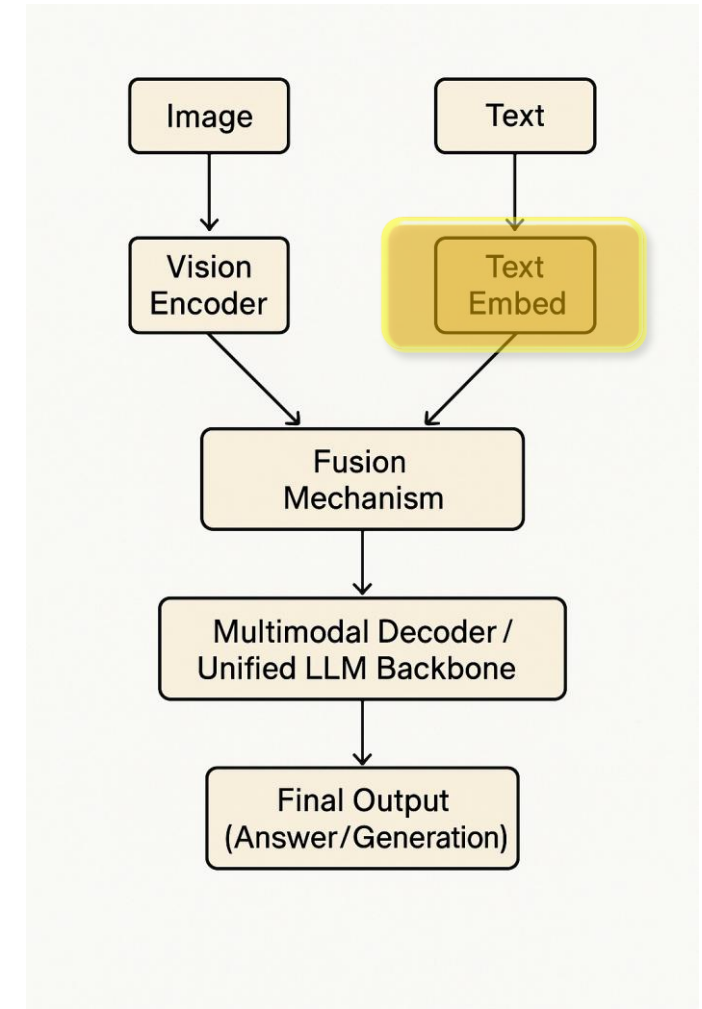 Image
Text
Vision
Encoder
Text
Embed
Fusion
Mechanism
Multimodal Decoder /
Unified LLM Backbone
Final Output
(Answer/Generation)